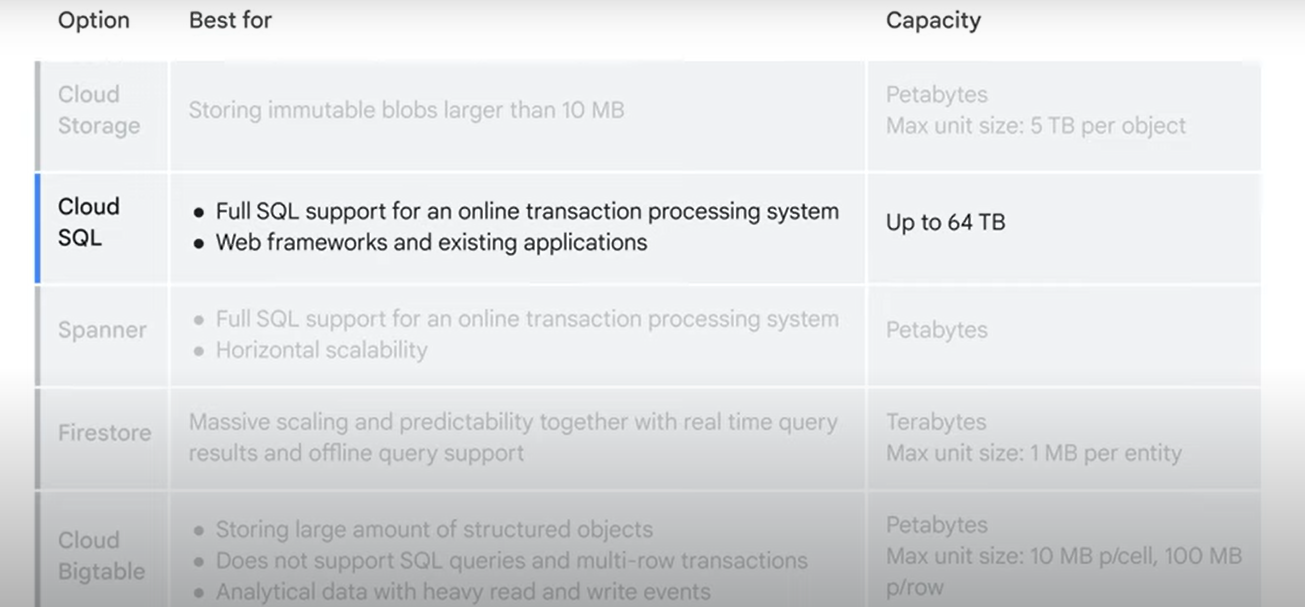 Option Best for Capacity
Cloud
Storage
Storing immutable blobs larger than 10 MB
Petabytes
Max unit size: 5 TB per object
Cloud
SQL
● Full SQL support for an online transaction processing system
● Web frameworks and existing applications
Up to 64 TB
Spanner
● Full SQL support for an online transaction processing system
● Horizontal scalability
Petabytes
Firestore
Massive scaling and predictability together with real time query
results and offline query support
Terabytes
Max unit size: 1 MB per entity
Cloud
Bigtable
● Storing large amount of structured objects
● Does not support SQL queries and multi-row transactions
● Analytical data with heavy read and write events
Petabytes
Max unit size: 10 MB p/cell, 100 MB
p/row